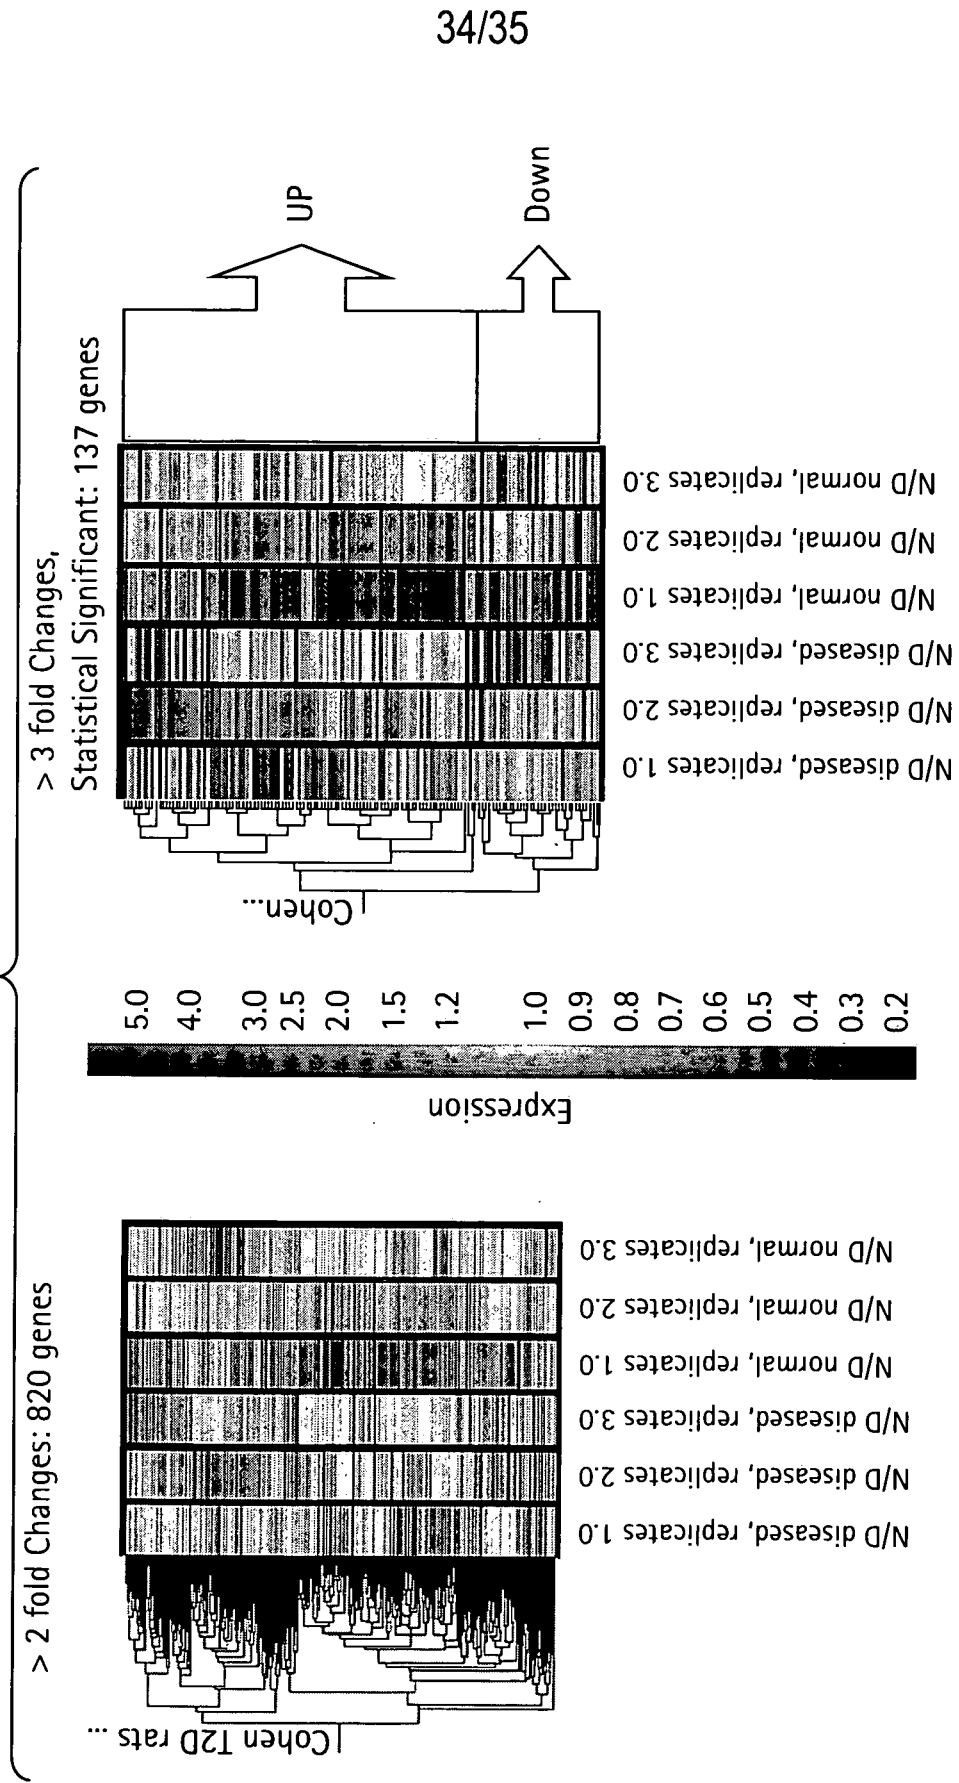 34/35
> 2 fold Changes: 820 genes
Cohen T2D rats ...
N/D diseased, replicates 1.0
N/D diseased, replicates 2.0
N/D diseased, replicates 3.0
N/D normal, replicates 1.0
N/D normal, replicates 2.0
N/D normal, replicates 3.0
Expression
5.0
4.0
3.0
2.5
2.0
1.5
1.2
1.0
0.9
0.8
0.7
0.6
0.5
0.4
0.3
0.2
> 3 fold Changes,
Statistical Significant: 137 genes
Cohen...
N/D diseased, replicates 1.0
N/D diseased, replicates 2.0
N/D diseased, replicates 3.0
N/D normal, replicates 1.0
N/D normal, replicates 2.0
N/D normal, replicates 3.0
UP
Down